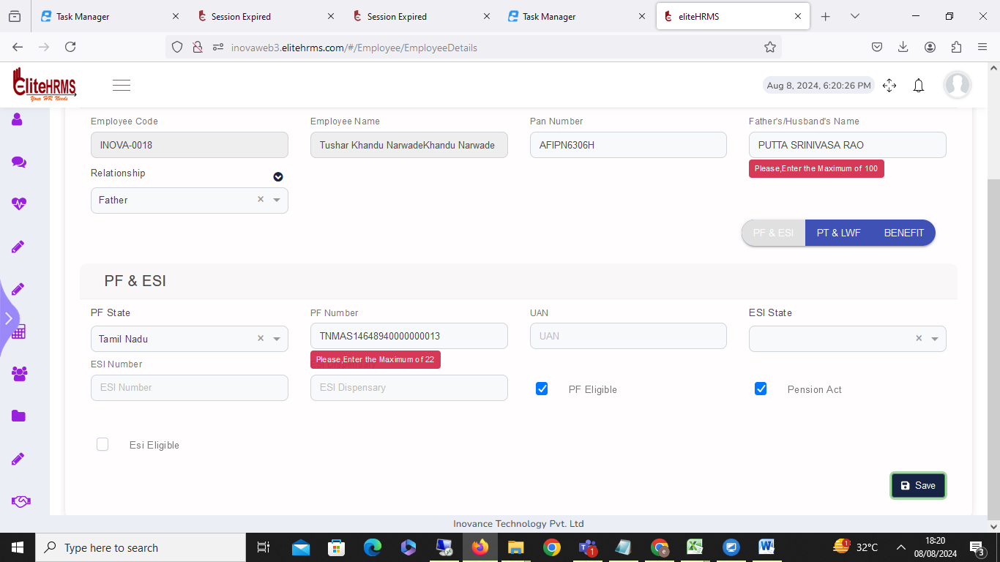 Task Manager
Session Expired
Session Expired
Task Manager
eliteHRMS
inovaweb3.elitehrms.com/#/Employee/EmployeeDetails
EliteHRMS
Your HR Needs
Aug 8, 2024, 6:20:26 PM
Employee Code
Employee Name
Pan Number
Father's/Husband's Name
INOVA-0018
Tushar Khandu NarwadeKhandu Narwade
AFIPN6306H
PUTTA SRINIVASA RAO
Please,Enter the Maximum of 100
Relationship
Father
PF & ESI
PT & LWF
BENEFIT
PF & ESI
PF State
PF Number
UAN
ESI State
Tamil Nadu
TNMAS14648940000000013
UAN
Please,Enter the Maximum of 22
ESI Number
ESI Number
ESI Dispensary
PF Eligible
Pension Act
Esi Eligible
Save
Inovance Technology Pvt. Ltd
Type here to search
1
1
e
32°C
18:20
08/08/2024
3